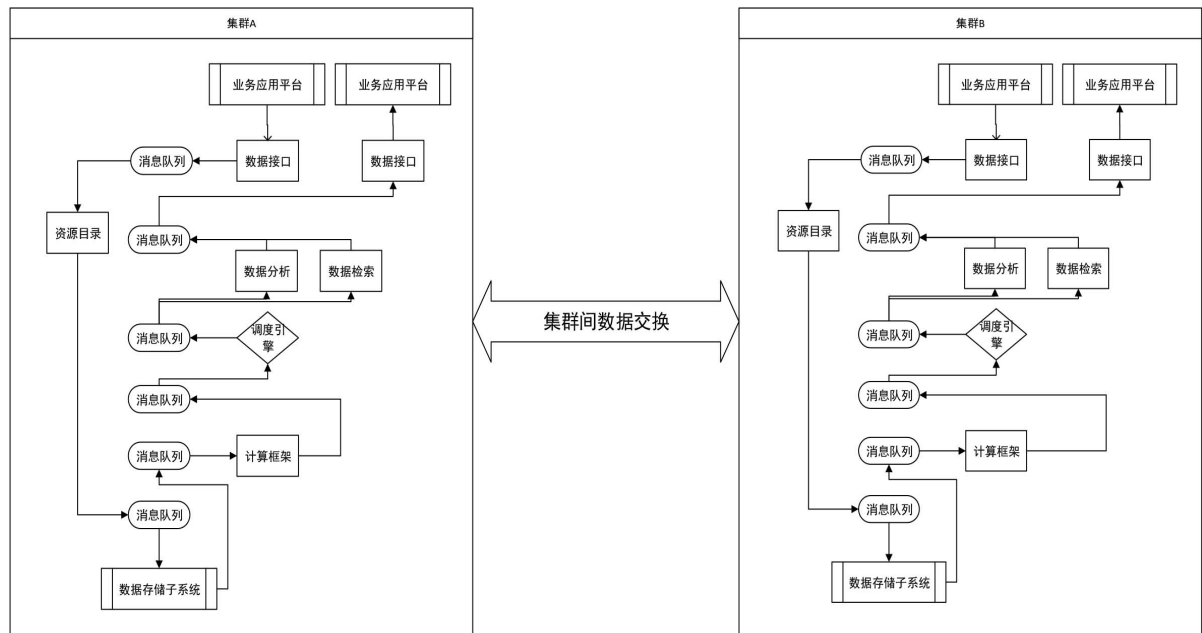 集群A
业务应用平台
业务应用平台
消息队列
数据接口
数据接口
资源目录
消息队列
数据分析
数据检索
消息队列
调度引
擎
消息队列
消息队列
计算框架
消息队列
数据存储子系统
集群间数据交换
集群B
业务应用平台
业务应用平台
消息队列
数据接口
数据接口
资源目录
消息队列
数据分析
数据检索
消息队列
调度引
擎
消息队列
消息队列
计算框架
消息队列
数据存储子系统